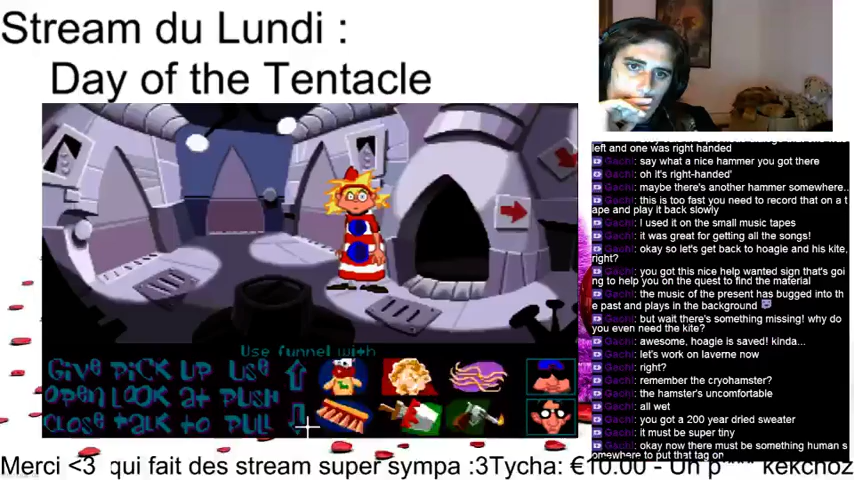 Stream du Lundi :
Day of the Tentacle
left and one was right handed
Gachi: say what a nice hammer you got there
Gachi: oh it's right-handed'
Gachi: maybe there's another hammer somewhere..
Gachi: this is too fast you need to record that on a t
ape and play it back slowly
Gachi: I used it on the small music tapes
Gachi: it was great for getting all the songs!
Gachi: okay so let's get back to hoagie and his kite,
right?
Gachi: you got this nice help wanted sign that's goi
ng to help you on the quest to find the material
Gachi: the music of the present has bugged into th
e past and plays in the background
Gachi: but wait there's something missing! why do
you even need the kite?
Gachi: awesome, hoagie is saved! kinda...
Gachi: let's work on laverne now
Gachi: right?
Gachi: remember the cryohamster?
Gachi: the hamster's uncomfortable
Gachi: all wet
Gachi: you got a 200 year dried sweater
Gachi: it must be super tiny
Gachi: okay now there must be something human s
omewhere to put that tag on
Use funnel with
Give Pick up Use
Open Look at Push
Close Talk to Pull
Merci <3 qui fait des stream super sympa :3Tycha: €10.00 - Un p kekchoz